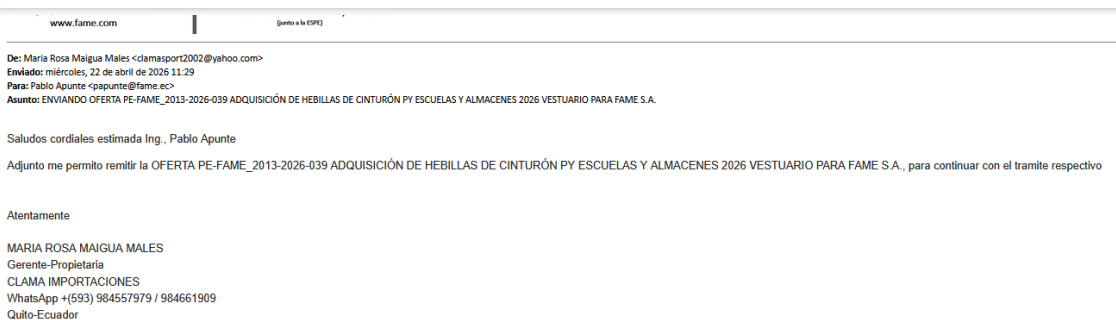 www.fame.com
(junto a la ESPE)
De: Maria Rosa Maigua Males <clamasport2002@yahoo.com>
Enviado: miércoles, 22 de abril de 2026 11:29
Para: Pablo Apunte <papunte@fame.ec>
Asunto: ENVIANDO OFERTA PE-FAME_2013-2026-039 ADQUISICIÓN DE HEBILLAS DE CINTURÓN PY ESCUELAS Y ALMACENES 2026 VESTUARIO PARA FAME S.A.
Saludos cordiales estimada Ing., Pablo Apunte
Adjunto me permito remitir la OFERTA PE-FAME_2013-2026-039 ADQUISICIÓN DE HEBILLAS DE CINTURÓN PY ESCUELAS Y ALMACENES 2026 VESTUARIO PARA FAME S.A., para continuar con el tramite respectivo
Atentamente
MARIA ROSA MAIGUA MALES
Gerente-Propietaria
CLAMA IMPORTACIONES
WhatsApp +(593) 984557979 / 984661909
Quito-Ecuador